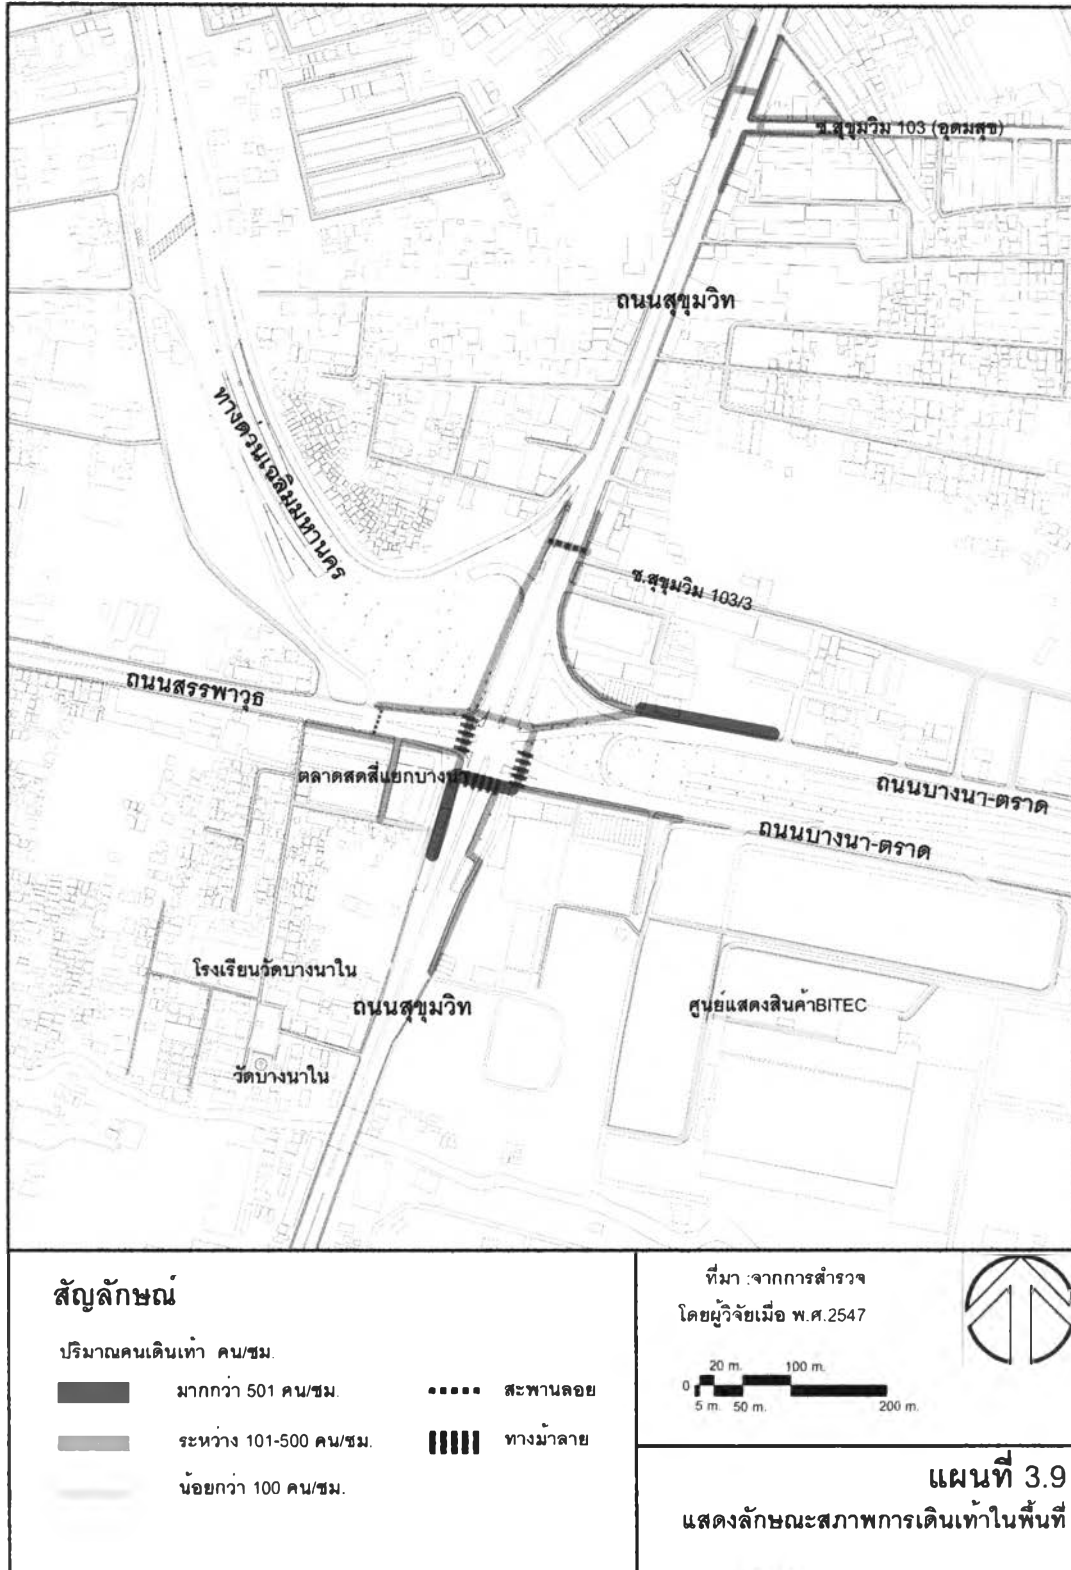 ซ.สุขุมวิม 103 (อุดมสุข)
ถนนสุขุมวิท
ทางด่วนเฉลิมมหานคร
ซ.สุขุมวิม 103/3
ถนนสรรพาวุธ
ตลาดสดสี่แยกบางนา
ถนนบางนา-ตราด
ถนนบางนา-ตราด
โรงเรียนวัดบางนาใน
ถนนสุขุมวิท
ศูนย์แสดงสินค้าBITEC
วัดบางนาใน
สัญลักษณ์
ปริมาณคนเดินเท้า คน/ชม.
มากกว่า 501 คน/ชม.
สะพานลอย
ระหว่าง 101-500 คน/ชม.
ทางม้าลาย
น้อยกว่า 100 คน/ชม.
ที่มา :จากการสำรวจ
โดยผู้วิจัยเมื่อ พ.ศ.2547
20 m. 100 m.
0
5 m. 50 m. 200 m.
แผนที่ 3.9
แสดงลักษณะสภาพการเดินเท้าในพื้นที่